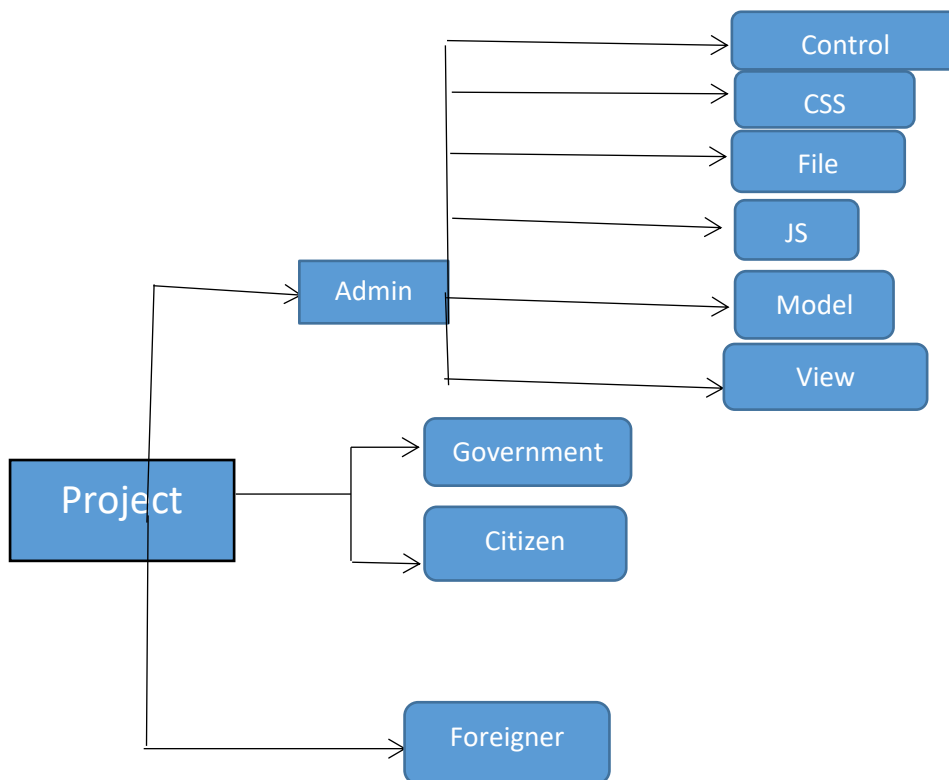 Control
CSS
File
JS
Admin
Model
View
Government
Project
Citizen
Foreigner